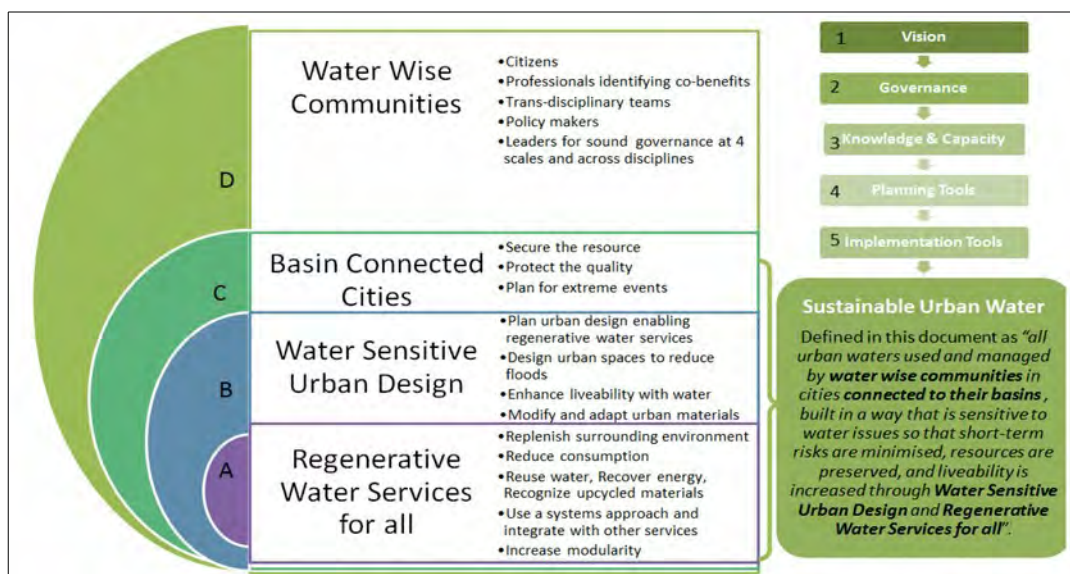 D
Water Wise
Communities
•Citizens
•Professionals identifying co-benefits
•Trans-disciplinary teams
•Policy makers
•Leaders for sound governance at 4
scales and across disciplines
C
Basin Connected
Cities
•Secure the resource
•Protect the quality
•Plan for extreme events
B
Water Sensitive
Urban Design
•Plan urban design enabling
regenerative water services
•Design urban spaces to reduce
floods
•Enhance liveability with water
•Modify and adapt urban materials
A
Regenerative
Water Services
for all
•Replenish surrounding environment
•Reduce consumption
•Reuse water, Recover energy,
Recognize upcycled materials
•Use a systems approach and
integrate with other services
•Increase modularity
1 Vision
2 Governance
3 Knowledge & Capacity
4 Planning Tools
5 Implementation Tools
Sustainable Urban Water
Defined in this document as "all
urban waters used and managed
by water wise communities in
cities connected to their basins ,
built in a way that is sensitive to
water issues so that short-term
risks are minimised, resources are
preserved, and liveability is
increased through Water Sensitive
Urban Design and Regenerative
Water Services for all".